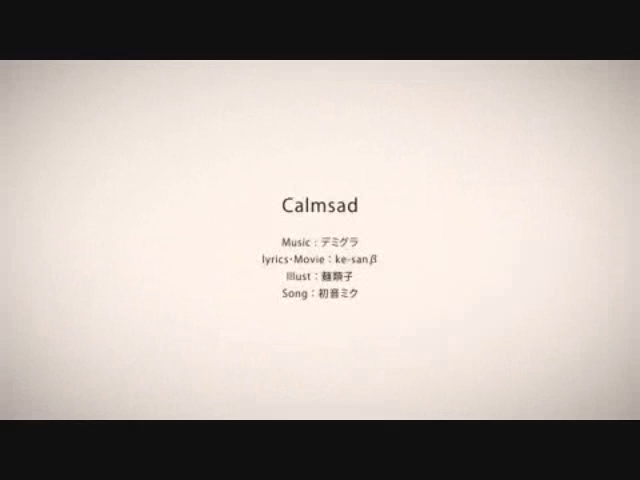 Calmsad
Music : デミグラ
lyrics・Movie : ke-sanβ
Illust : 麺類子
Song : 初音ミク